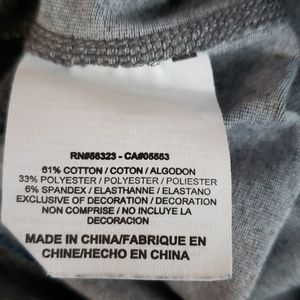 RN#56323 - CA#05553
61% COTTON / COTON / ALGODON
33% POLYESTER / POLYESTER / POLIESTER
6% SPANDEX / ELASTHANNE / ELASTANO
EXCLUSIVE OF DECORATION / DECORATION
NON COMPRISE / NO INCLUYE LA
DECORACION
MADE IN CHINA/FABRIQUE EN
CHINE/HECHO EN CHINA